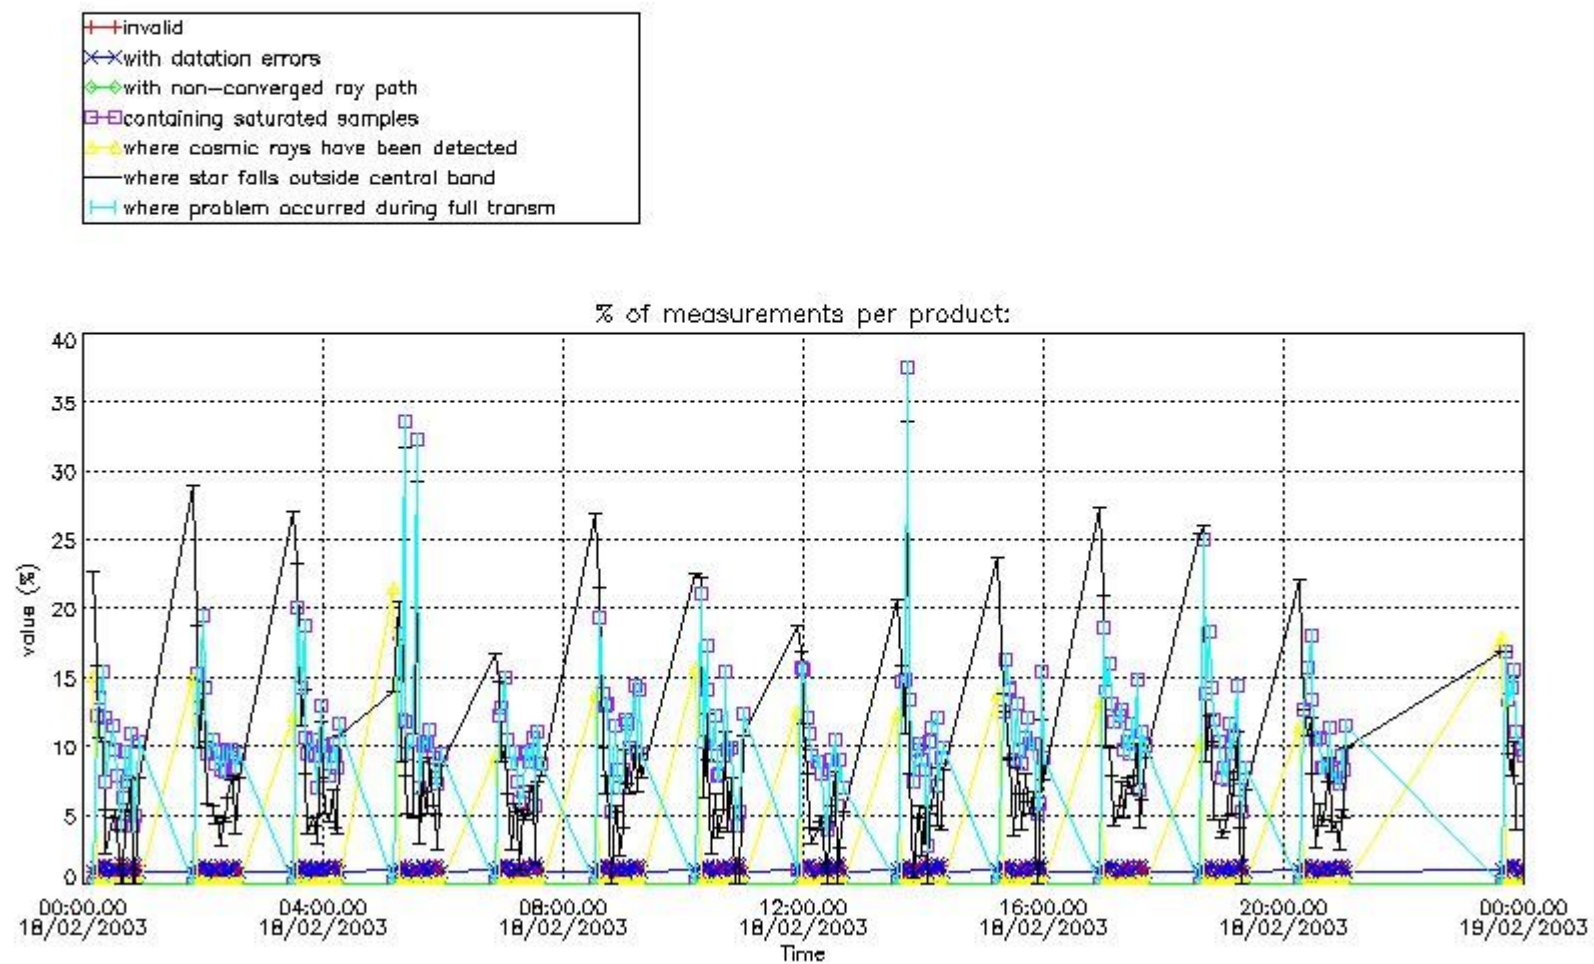 invalid
with datation errors
with non-converged ray path
containing saturated samples
where cosmic rays have been detected
where star falls outside central band
where problem occurred during full transm
% of measurements per product:
40
35
30
25
20
15
10
5
0
value (%)
00:00:00 04:00:00 08:00:00 12:00:00 16:00:00 20:00:00 00:00:00
18/02/2003 18/02/2003 18/02/2003 18/02/2003 18/02/2003 18/02/2003 19/02/2003
Time